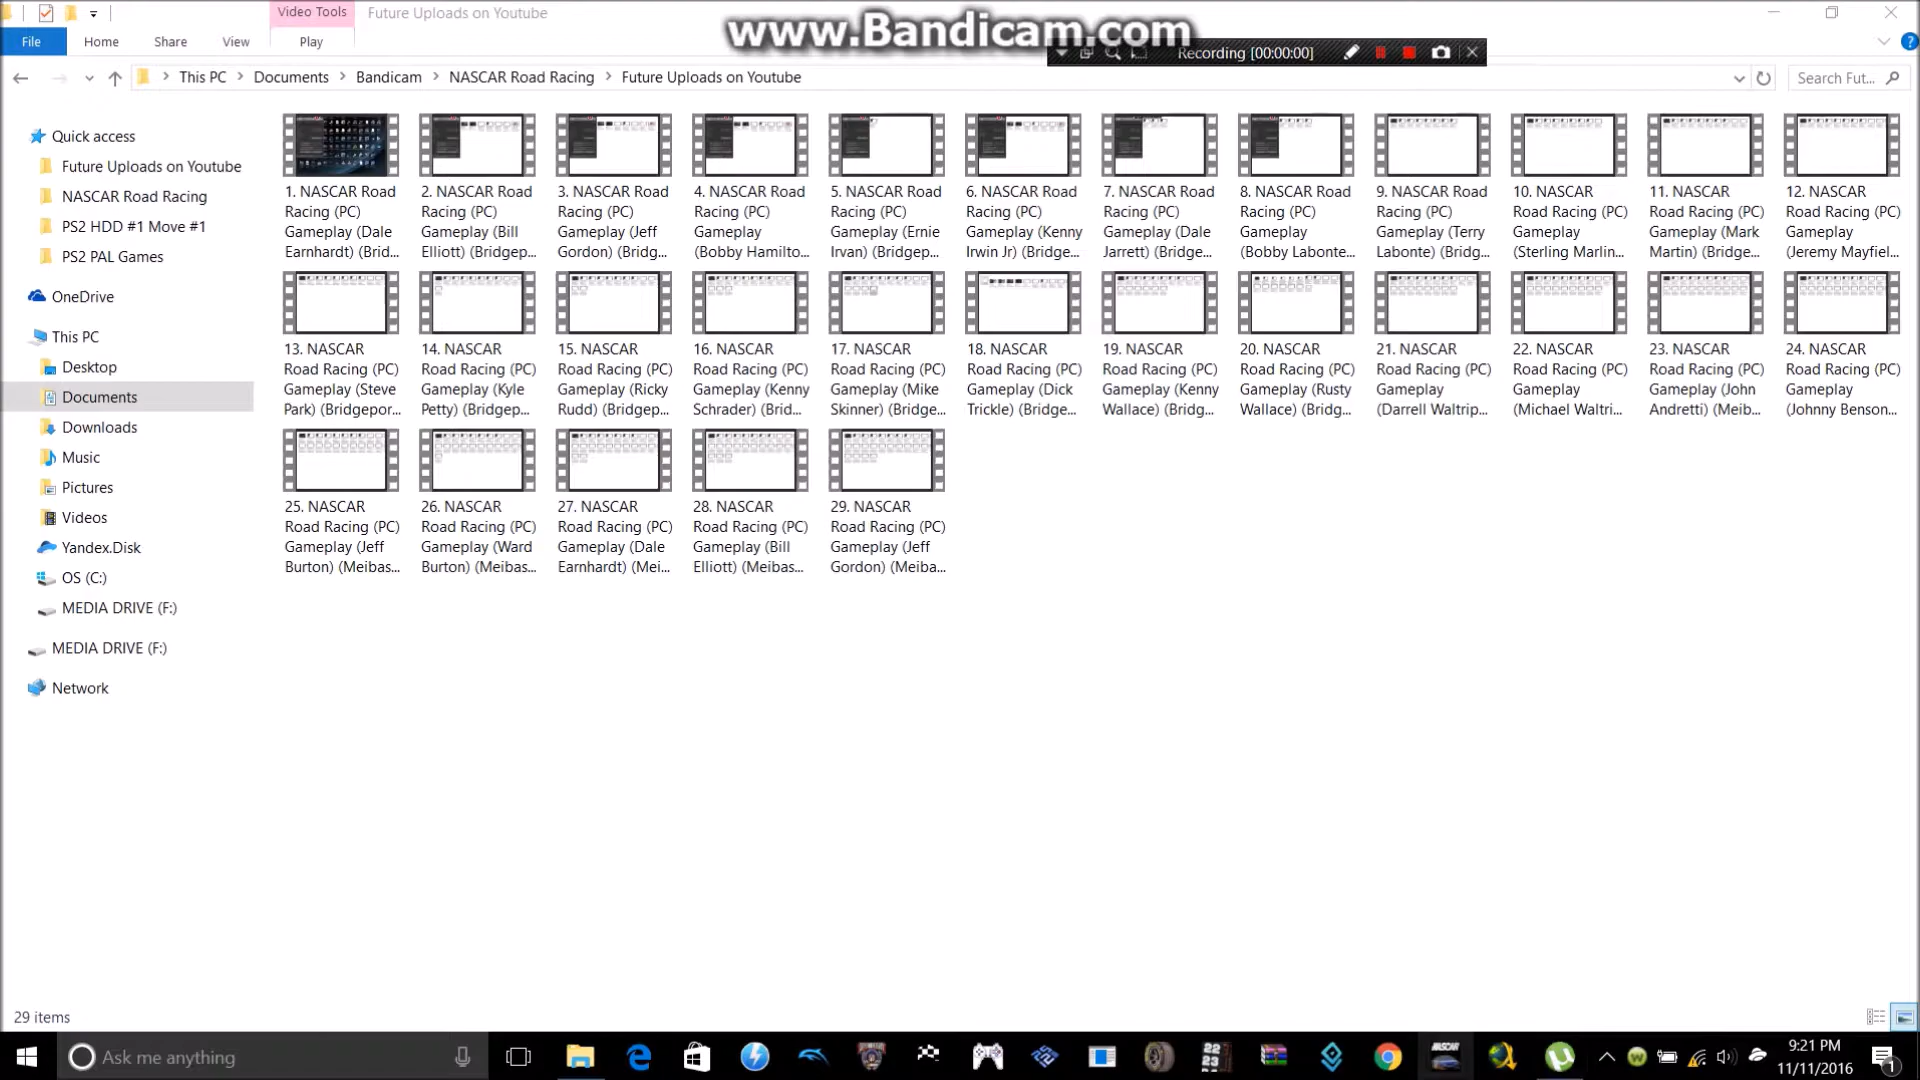 Video Tools
Future Uploads on Youtube
www.Bandicam.com
File
Home
Share
View
Play
Recording [00:00:00]
This PC
Documents
Bandicam
NASCAR Road Racing
Future Uploads on Youtube
Search Fut...
Quick access
Future Uploads on Youtube
NASCAR Road Racing
PS2 HDD #1 Move #1
PS2 PAL Games
OneDrive
This PC
Desktop
Documents
Downloads
Music
Pictures
Videos
Yandex.Disk
OS (C:)
MEDIA DRIVE (F:)
MEDIA DRIVE (F:)
Network
1. NASCAR Road
Racing (PC)
Gameplay (Dale
Earnhardt) (Brid...
2. NASCAR Road
Racing (PC)
Gameplay (Bill
Elliott) (Bridgep...
3. NASCAR Road
Racing (PC)
Gameplay (Jeff
Gordon) (Bridg...
4. NASCAR Road
Racing (PC)
Gameplay
(Bobby Hamilto...
5. NASCAR Road
Racing (PC)
Gameplay (Ernie
Irvan) (Bridgep...
6. NASCAR Road
Racing (PC)
Gameplay (Kenny
Irwin Jr) (Bridge...
7. NASCAR Road
Racing (PC)
Gameplay (Dale
Jarrett) (Bridge...
8. NASCAR Road
Racing (PC)
Gameplay
(Bobby Labonte...
9. NASCAR Road
Racing (PC)
Gameplay (Terry
Labonte) (Bridg...
10. NASCAR
Road Racing (PC)
Gameplay
(Sterling Marlin...
11. NASCAR
Road Racing (PC)
Gameplay (Mark
Martin) (Bridge...
12. NASCAR
Road Racing (PC)
Gameplay
(Jeremy Mayfiel...
13. NASCAR
Road Racing (PC)
Gameplay (Steve
Park) (Bridgepor...
14. NASCAR
Road Racing (PC)
Gameplay (Kyle
Petty) (Bridgep...
15. NASCAR
Road Racing (PC)
Gameplay (Ricky
Rudd) (Bridgep...
16. NASCAR
Road Racing (PC)
Gameplay (Kenny
Schrader) (Brid...
17. NASCAR
Road Racing (PC)
Gameplay (Mike
Skinner) (Bridge...
18. NASCAR
Road Racing (PC)
Gameplay (Dick
Trickle) (Bridge...
19. NASCAR
Road Racing (PC)
Gameplay (Kenny
Wallace) (Bridg...
20. NASCAR
Road Racing (PC)
Gameplay (Rusty
Wallace) (Bridg...
21. NASCAR
Road Racing (PC)
Gameplay
(Darrell Waltrip...
22. NASCAR
Road Racing (PC)
Gameplay
(Michael Waltri...
23. NASCAR
Road Racing (PC)
Gameplay (John
Andretti) (Meib...
24. NASCAR
Road Racing (PC)
Gameplay
(Johnny Benson...
25. NASCAR
Road Racing (PC)
Gameplay (Jeff
Burton) (Meibas...
26. NASCAR
Road Racing (PC)
Gameplay (Ward
Burton) (Meibas...
27. NASCAR
Road Racing (PC)
Gameplay (Dale
Earnhardt) (Mei...
28. NASCAR
Road Racing (PC)
Gameplay (Bill
Elliott) (Meibas...
29. NASCAR
Road Racing (PC)
Gameplay (Jeff
Gordon) (Meiba...
29 items
Ask me anything
9:21 PM
11/11/2016